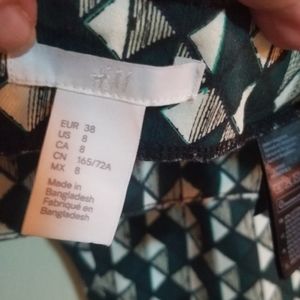 H&M
EUR 38
US 8
CA 8
CN 165/72A
MX 8
Made in
Bangladesh
Fabriqué en
Bangladesh